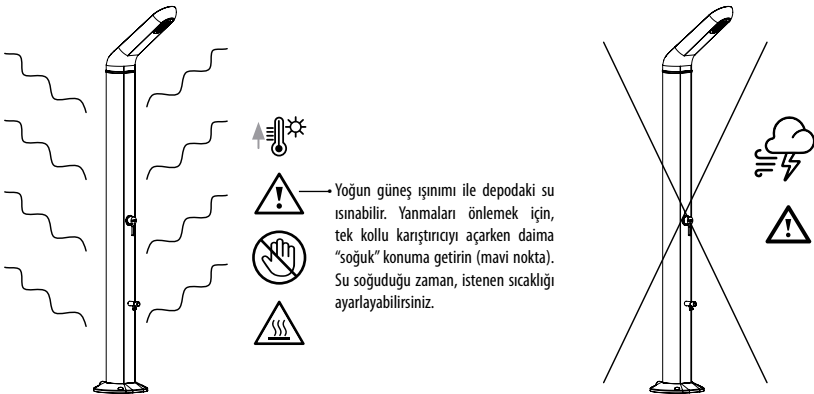 Yoğun güneş ışınımı ile depodaki su
ısınabilir. Yanmaları önlemek için,
tek kollu karıştırıcıyı açarken daima
“soğuk” konuma getirin (mavi nokta).
Su soğuduğu zaman, istenen sıcaklığı
ayarlayabilirsiniz.